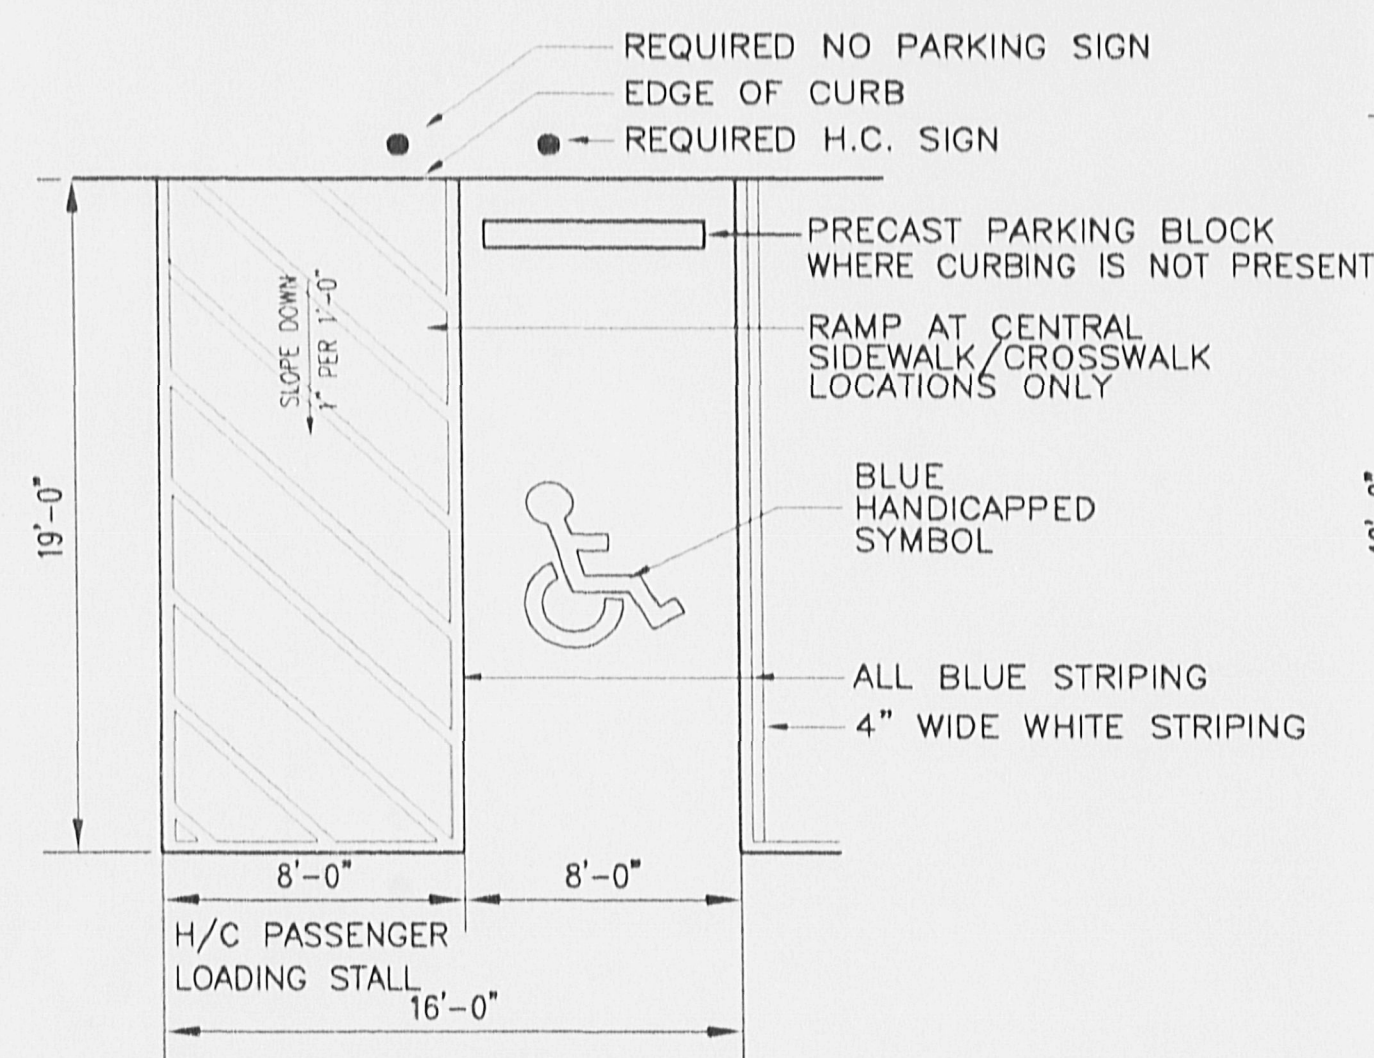 REQUIRED NO PARKING SIGN
EDGE OF CURB
REQUIRED H.C. SIGN
PRECAST PARKING BLOCK
WHERE CURBING IS NOT PRESENT
SLOPE DOWN
1" PER 1'-0"
RAMP AT CENTRAL
SIDEWALK/CROSSWALK
LOCATIONS ONLY
19'-0"
BLUE
HANDICAPPED
SYMBOL
ALL BLUE STRIPING
4" WIDE WHITE STRIPING
8'-0"
8'-0"
H/C PASSENGER
LOADING STALL
16'-0"